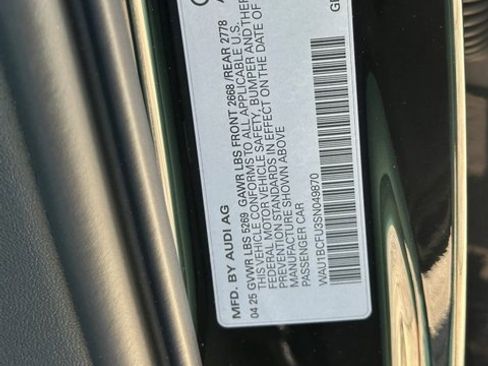 MFD. BY AUDI AG
04 25 GVWR LBS 5269 GAWR LBS FRONT 2668 /REAR 2778
THIS VEHICLE CONFORMS TO ALL APPLICABLE U.S.
FEDERAL MOTOR VEHICLE SAFETY, BUMPER AND THEF
PREVENTION STANDARDS IN EFFECT ON THE DATE OF
MANUFACTURE SHOWN ABOVE
PASSENGER CAR
WAU1BCFU3SN049870